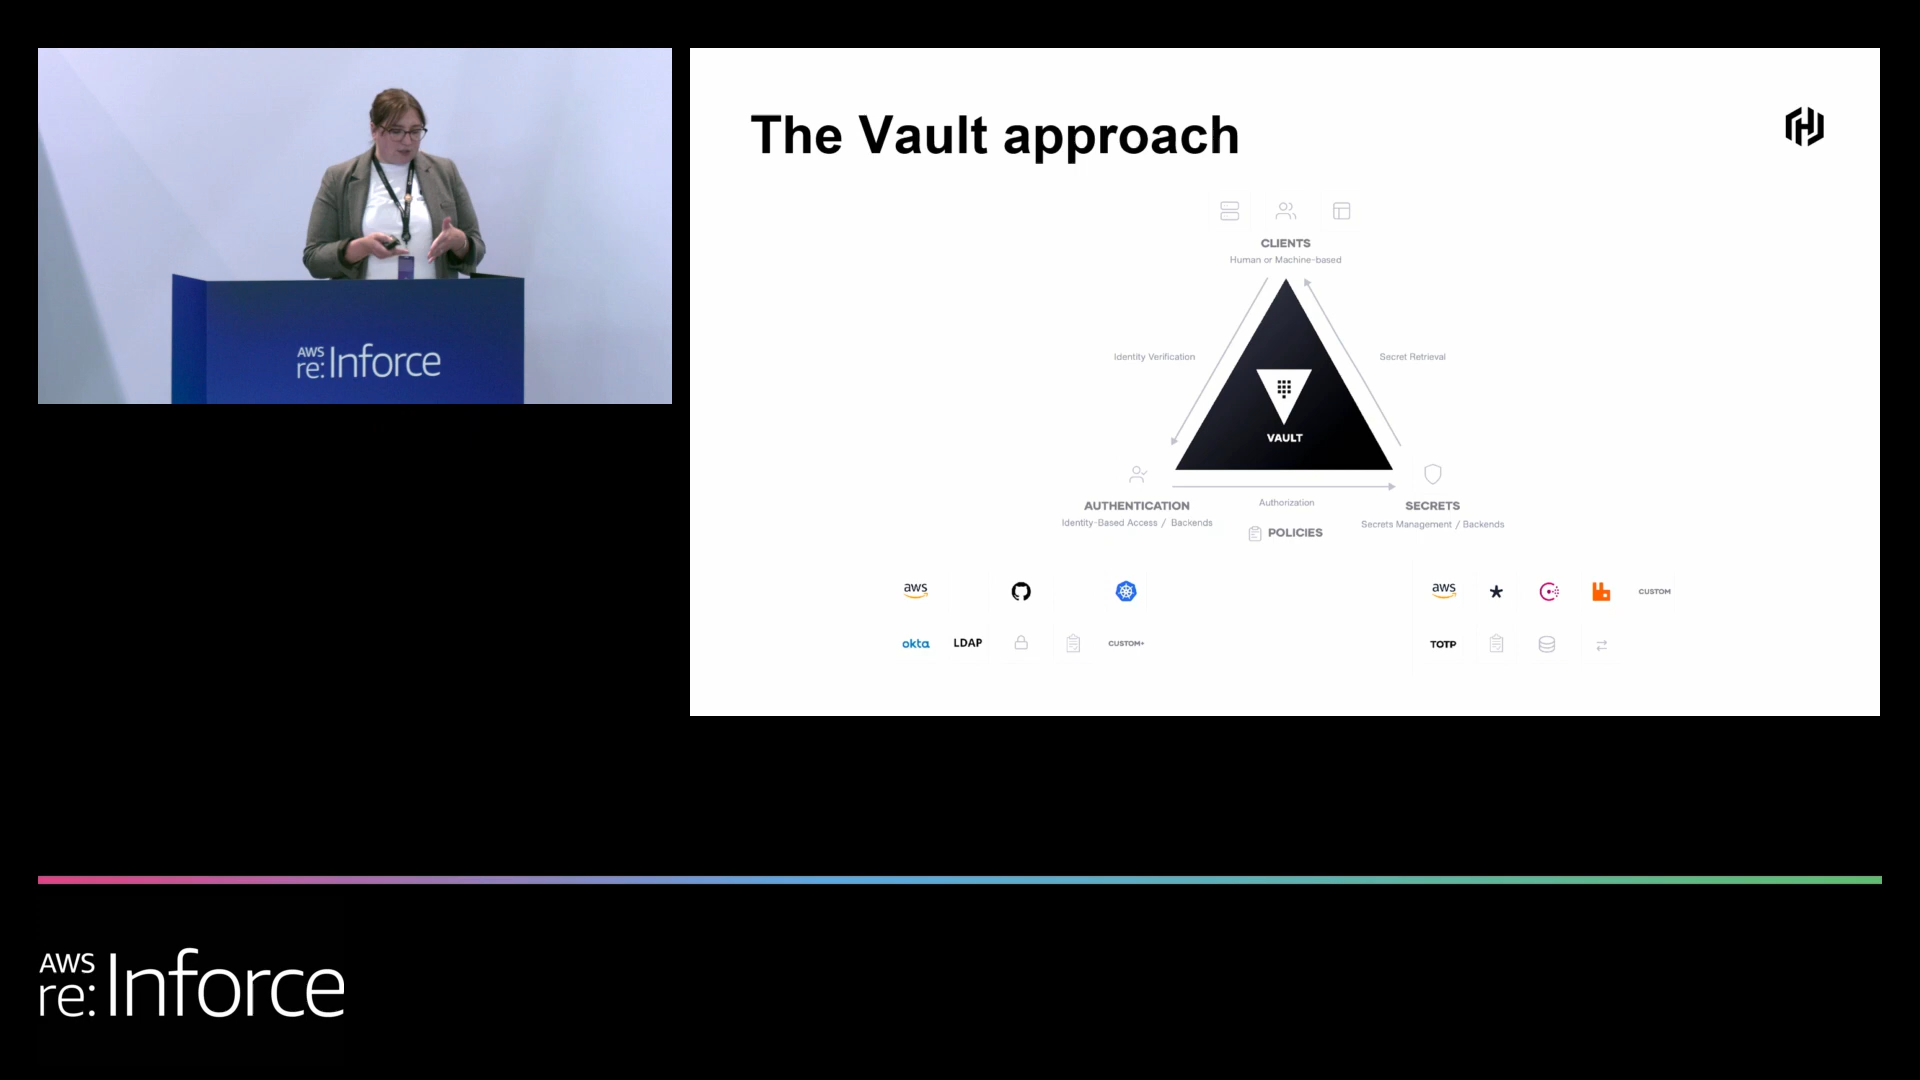 AWS
re:Inforce
The Vault approach
CLIENTS
Human or Machine-based
Identity Verification
Secret Retrieval
VAULT
AUTHENTICATION
Identity-Based Access / Backends
Authorization
POLICIES
SECRETS
Secrets Management / Backends
aws
okta LDAP CUSTOM+
aws CUSTOM
TOTP
AWS
re:Inforce